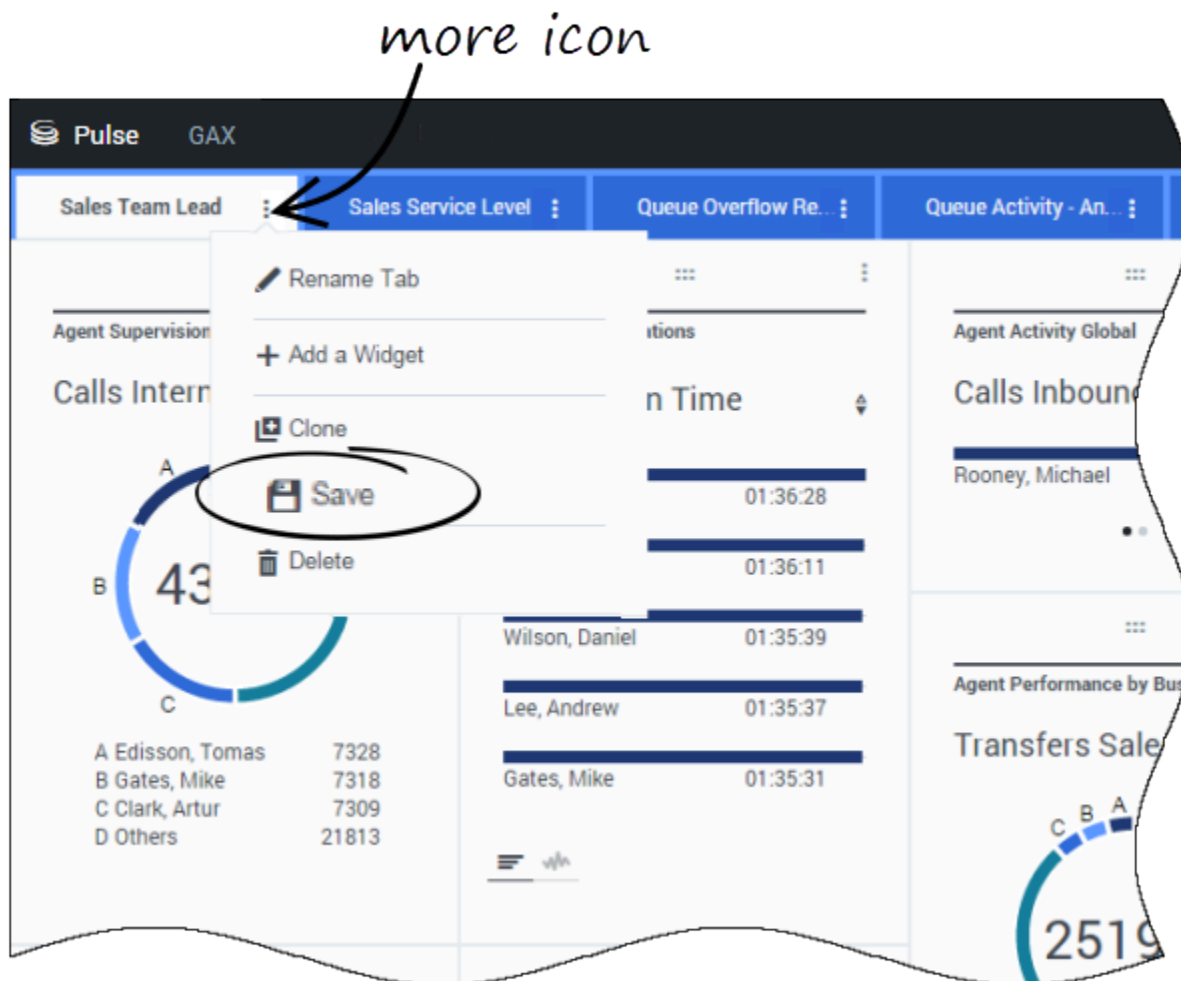 more icon
Pulse GAX
Sales Team Lead
Sales Service Level
Queue Overflow Re...
Queue Activity - An...
Rename Tab
Add a Widget
Clone
Save
Delete
Agent Supervision
Calls Intern
A
B
C
43
A Edisson, Tomas 7328
B Gates, Mike 7318
C Clark, Artur 7309
D Others 21813
n Time
01:36:28
01:36:11
Wilson, Daniel 01:35:39
Lee, Andrew 01:35:37
Gates, Mike 01:35:31
Agent Activity Global
Calls Inboun
Rooney, Michael
Agent Performance by Bus
Transfers Sale
C B A
2519